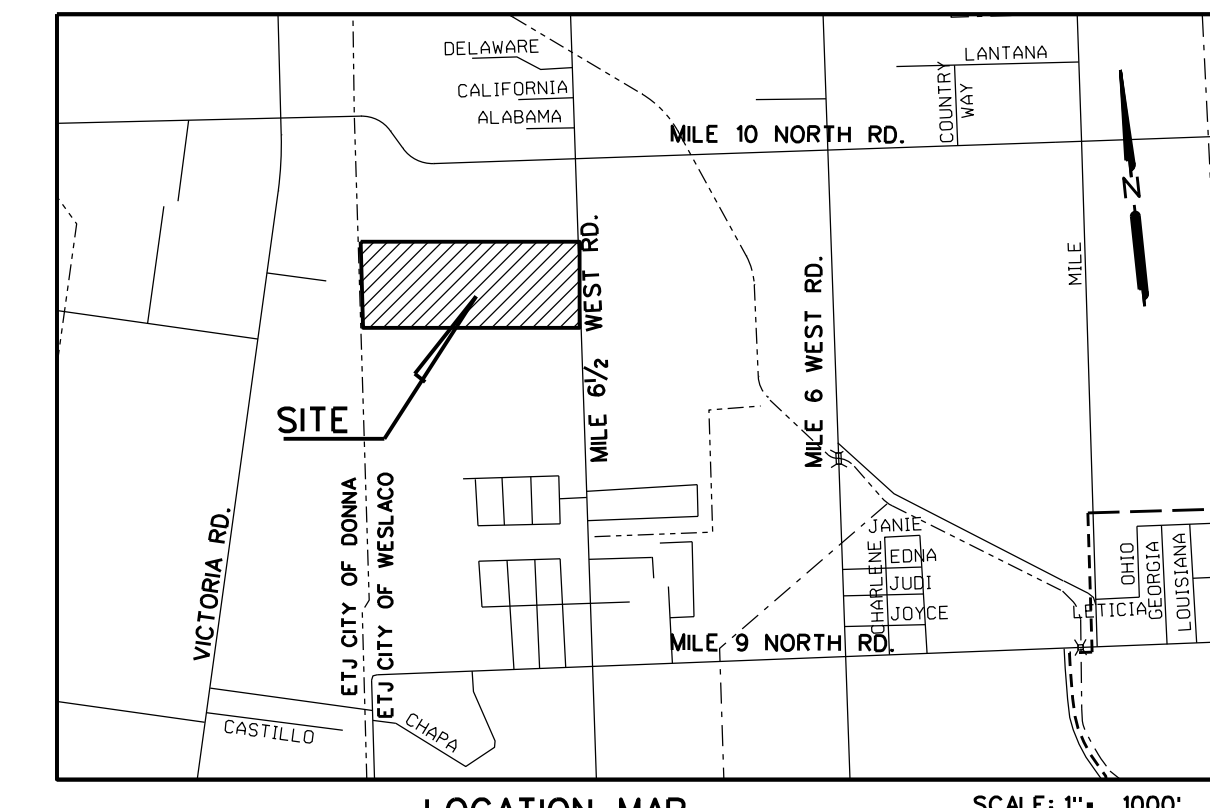 DELAWARE
CALIFORNIA
ALABAMA
LANTANA
COUNTRY
WAY
MILE 10 NORTH RD.
N
MILE
MILE 6½ WEST RD.
MILE 6 WEST RD.
SITE
VICTORIA RD.
ETJ CITY OF DONNA
ETJ CITY OF WESLACO
JANIE
EDNA
JUDI
JOYCE
CHARLENE
OHIO
GEORGIA
LOUISIANA
LETICIA
MILE 9 NORTH RD.
CASTILLO
CHAPA
LOCATION MAP
SCALE: 1"= 1000'